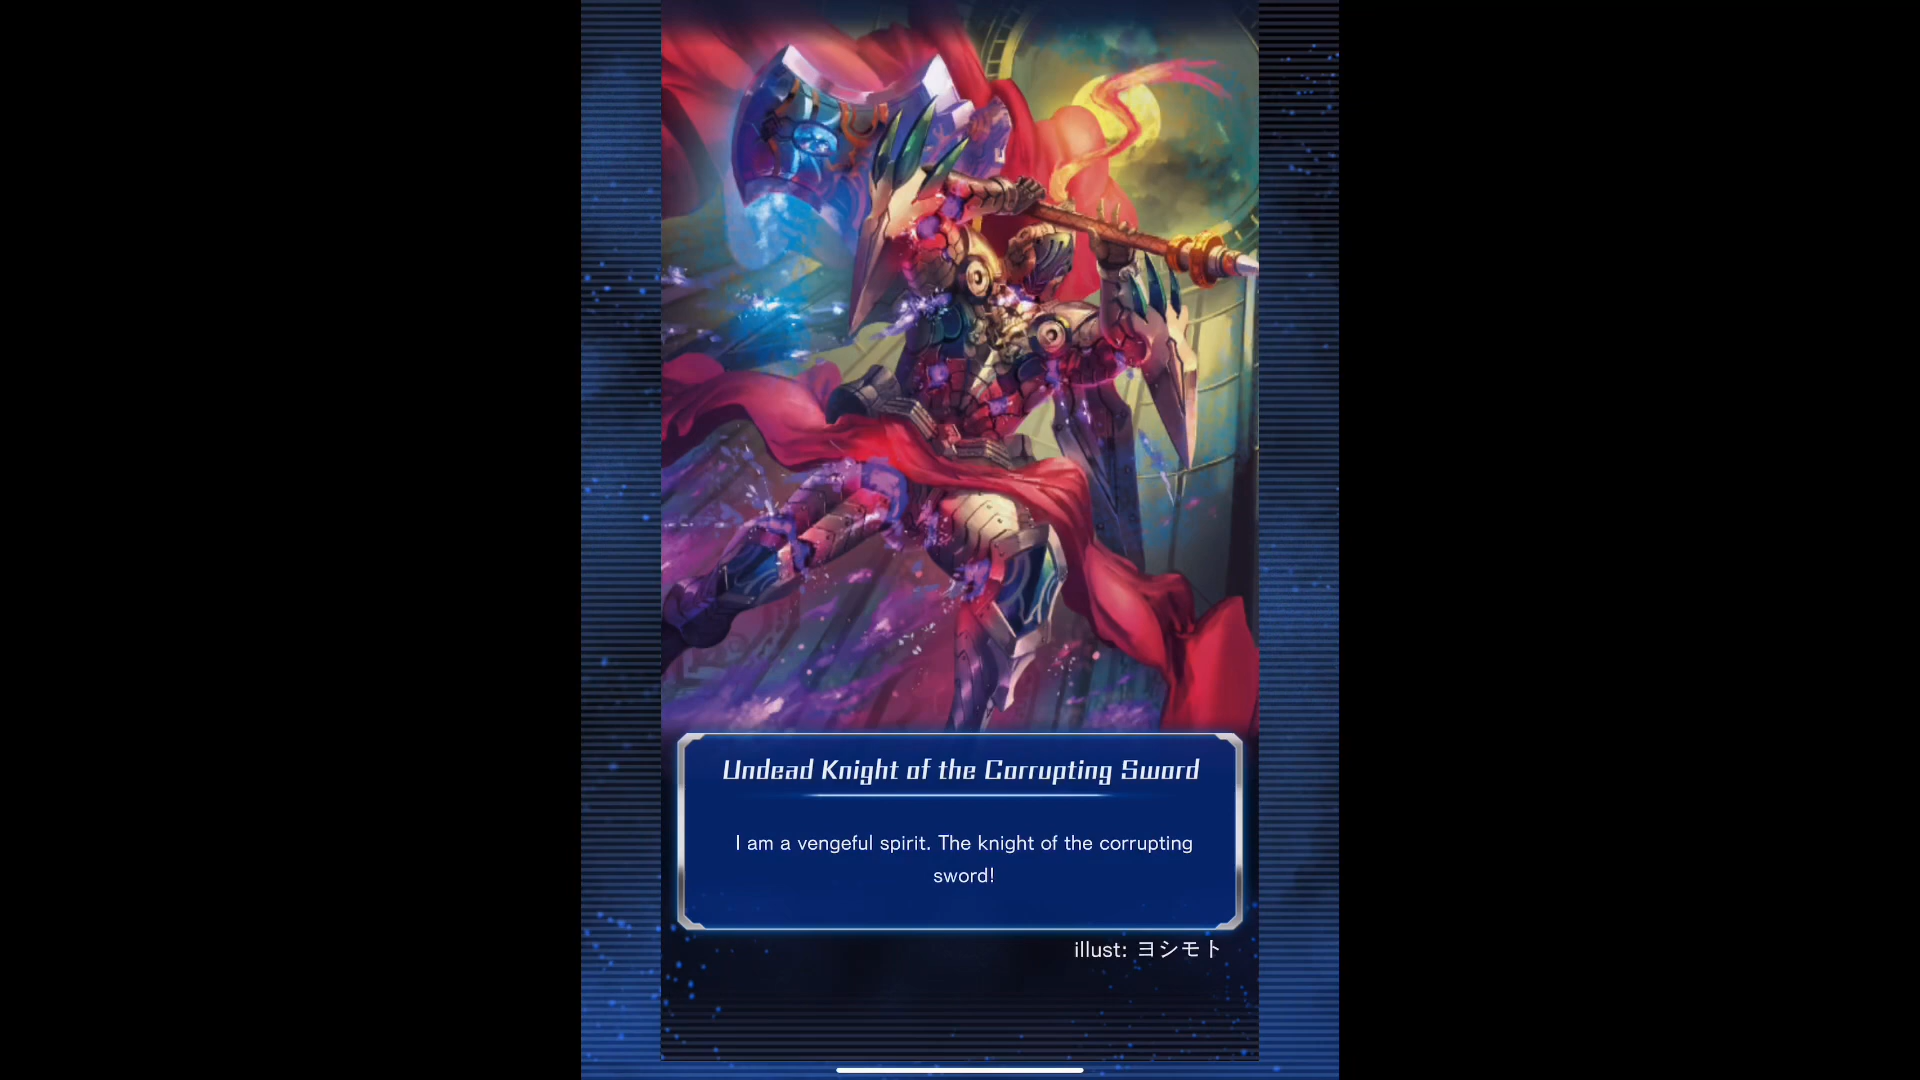 Undead Knight of the Corrupting Sword
I am a vengeful spirit. The knight of the corrupting
sword!
illust: ヨシモト